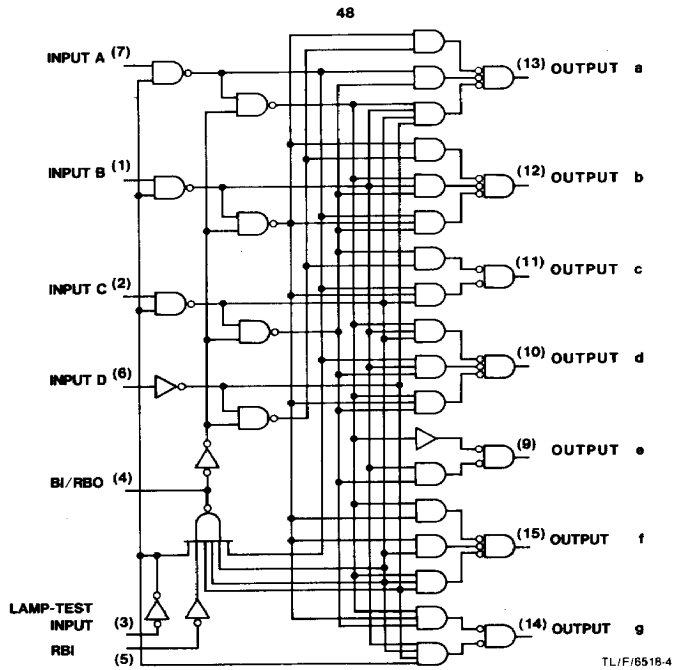 48
INPUT A (7)
(13) OUTPUT a
INPUT B (1)
(12) OUTPUT b
INPUT C (2)
(11) OUTPUT c
INPUT D (6)
(10) OUTPUT d
(9) OUTPUT e
BI/RBO (4)
(15) OUTPUT f
LAMP-TEST
INPUT (3)
RBI
(5)
(14) OUTPUT g
TL/F/6518-4